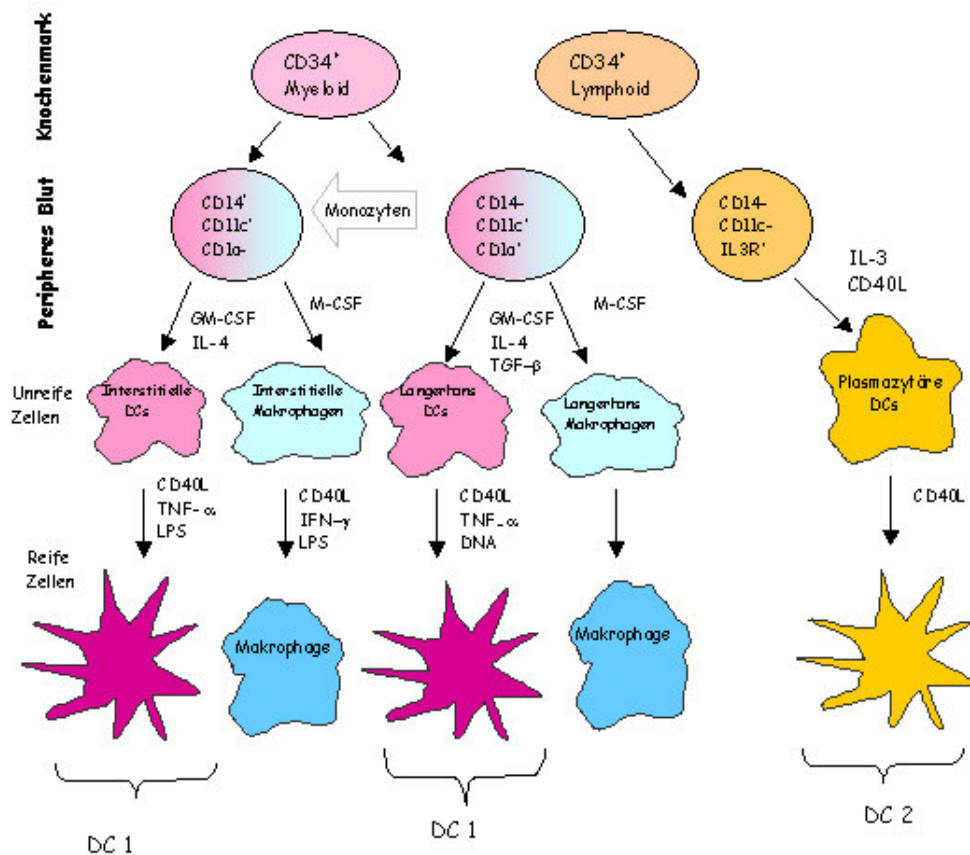 Knochenmark
CD34⁺
Myeloid
CD34⁺
Lymphoid
Peripheres Blut
CD14⁺
CD11c⁺
CD1a-
Monozyten
CD14-
CD11c⁺
CD1a⁺
CD14-
CD11c-
IL3R⁺
IL-3
CD40L
GM-CSF
IL-4
M-CSF
GM-CSF
IL-4
TGF-β
M-CSF
Unreife
Zellen
Interstitielle
DCs
Interstitielle
Makrophagen
Langerhans
DCs
Langerhans
Makrophagen
Plasmazytäre
DCs
CD40L
TNF-α
LPS
CD40L
IFN-γ
LPS
CD40L
TNF-α
DNA
CD40L
Reife
Zellen
Makrophage
Makrophage
DC 1
DC 1
DC 2